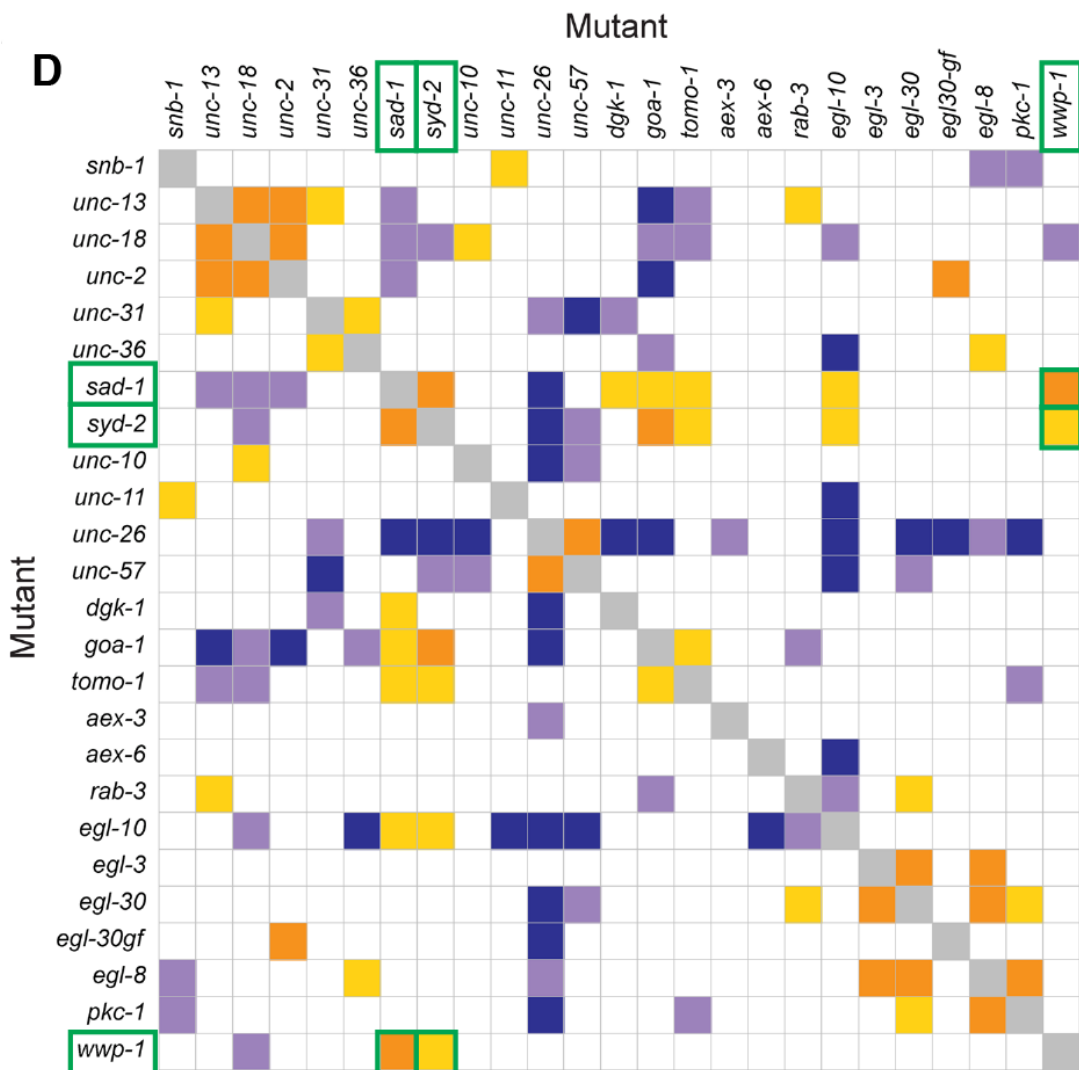 Mutant
D
snb-1
unc-13
unc-18
unc-2
unc-31
unc-36
sad-1
syd-2
unc-10
unc-11
unc-26
unc-57
dgk-1
goa-1
tomo-1
aex-3
aex-6
rab-3
egl-10
egl-3
egl-30
egl30-gf
egl-8
pkc-1
wwp-1
snb-1
unc-13
unc-18
unc-2
unc-31
unc-36
sad-1
syd-2
unc-10
unc-11
unc-26
unc-57
dgk-1
goa-1
tomo-1
aex-3
aex-6
rab-3
egl-10
egl-3
egl-30
egl-30gf
egl-8
pkc-1
wwp-1
Mutant